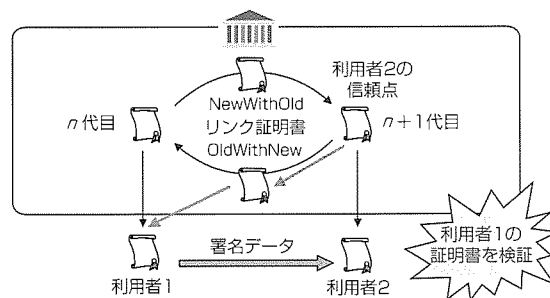 利用者2の
信頼点
NewWithOld
リンク証明書
OldWithNew
n代目
n+1代目
利用者1の
証明書を検証
署名データ
利用者1
利用者2